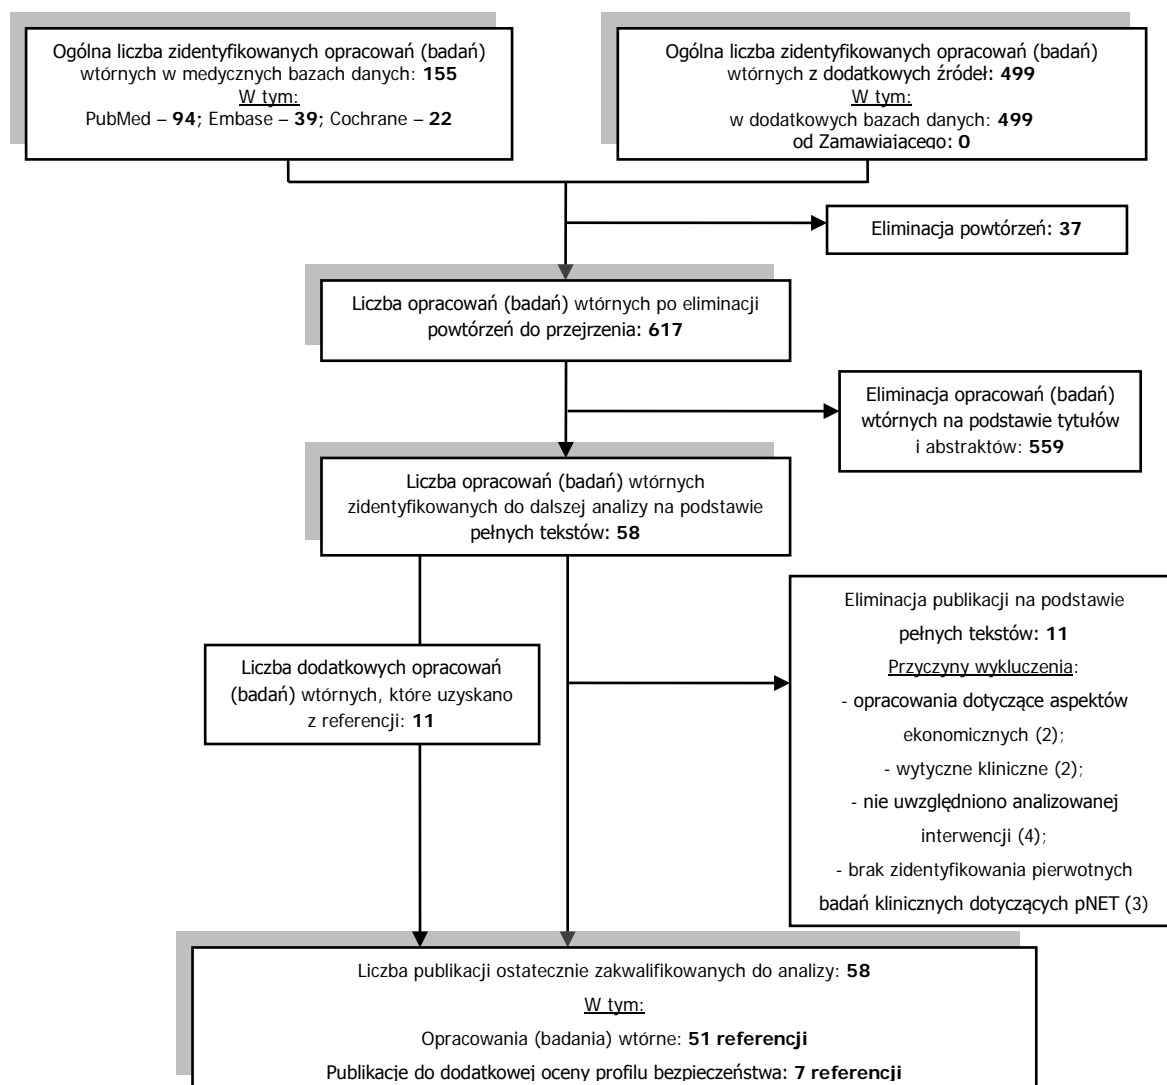 Ogólna liczba zidentyfikowanych opracowań (badań)
wtórnych w medycznych bazach danych: 155
W tym:
PubMed – 94; Embase – 39; Cochrane – 22
Ogólna liczba zidentyfikowanych opracowań (badań)
wtórnych z dodatkowych źródeł: 499
W tym:
w dodatkowych bazach danych: 499
od Zamawiającego: 0
Eliminacja powtórzeń: 37
Liczba opracowań (badań) wtórnych po eliminacji
powtórzeń do przejrzenia: 617
Eliminacja opracowań (badań)
wtórnych na podstawie tytułów
i abstraktów: 559
Liczba opracowań (badań) wtórnych
zidentyfikowanych do dalszej analizy na podstawie
pełnych tekstów: 58
Liczba dodatkowych opracowań
(badań) wtórnych, które uzyskano
z referencji: 11
Eliminacja publikacji na podstawie
pełnych tekstów: 11
Przyczyny wykluczenia:
- opracowania dotyczące aspektów
ekonomicznych (2);
- wytyczne kliniczne (2);
- nie uwzględniono analizowanej
interwencji (4);
- brak zidentyfikowania pierwotnych
badań klinicznych dotyczących pNET (3)
Liczba publikacji ostatecznie zakwalifikowanych do analizy: 58
W tym:
Opracowania (badania) wtórne: 51 referencji
Publikacje do dodatkowej oceny profilu bezpieczeństwa: 7 referencji